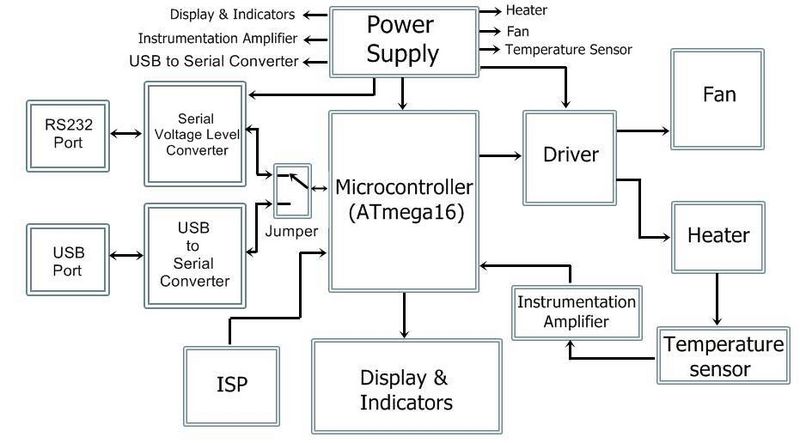 Display & Indicators
Instrumentation Amplifier
USB to Serial Converter
Power
Supply
Heater
Fan
Temperature Sensor
RS232
Port
Serial
Voltage Level
Converter
USB
Port
USB
to
Serial
Converter
Jumper
Microcontroller
(ATmega16)
Driver
Fan
Heater
Instrumentation
Amplifier
Temperature
sensor
ISP
Display &
Indicators